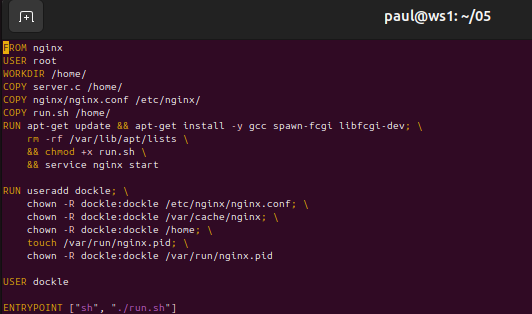 paul@ws1: ~/05
FROM nginx
USER root
WORKDIR /home/
COPY server.c /home/
COPY nginx/nginx.conf /etc/nginx/
COPY run.sh /home/
RUN apt-get update && apt-get install -y gcc spawn-fcgi libfcgi-dev; \
    rm -rf /var/lib/apt/lists \
    && chmod +x run.sh \
    && service nginx start
RUN useradd dockle; \
    chown -R dockle:dockle /etc/nginx/nginx.conf; \
    chown -R dockle:dockle /var/cache/nginx; \
    chown -R dockle:dockle /home; \
    touch /var/run/nginx.pid; \
    chown -R dockle:dockle /var/run/nginx.pid
USER dockle
ENTRYPOINT ["sh", "./run.sh"]